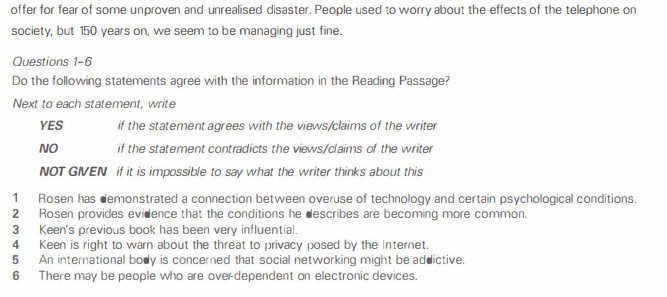 offer for fear of some unproven and unrealised disaster. People used to worry about the effects of the telephone on
society, but 150 years on, we seem to be managing just fine.
Questions 1-6
Do the following statements agree with the information in the Reading Passage?
Next to each statement, write
YES if the statement agrees with the views/claims of the writer
NO if the statement contradicts the views/claims of the writer
NOT GIVEN if it is impossible to say what the writer thinks about this
1 Rosen has demonstrated a connection between overuse of technology and certain psychological conditions.
2 Rosen provides evidence that the conditions he describes are becoming more common.
3 Keen's previous book has been very influential.
4 Keen is right to warn about the threat to privacy posed by the Internet.
5 An international body is concerned that social networking might be addictive.
6 There may be people who are over-dependent on electronic devices.